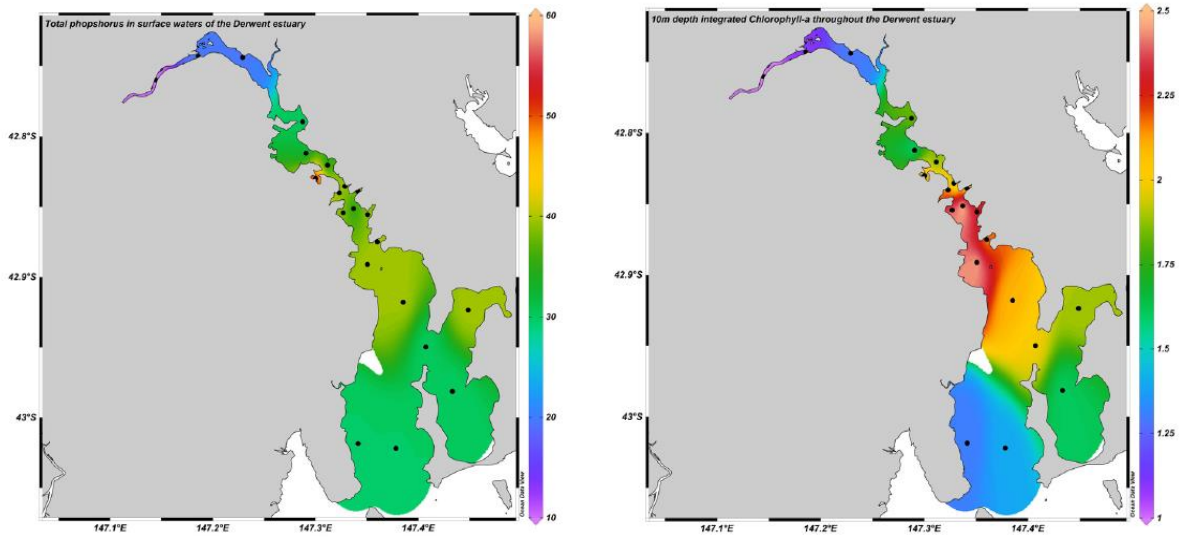 Total phopshorus in surface waters of the Derwent estuary
60
50
40
30
20
10
42.8°S
42.9°S
43°S
147.1°E
147.2°E
147.3°E
147.4°E
Ocean Data View
10m depth integrated Chlorophyll-a throughout the Derwent estuary
2.5
2.25
2
1.75
1.5
1.25
1
42.8°S
42.9°S
43°S
147.1°E
147.2°E
147.3°E
147.4°E
Ocean Data View